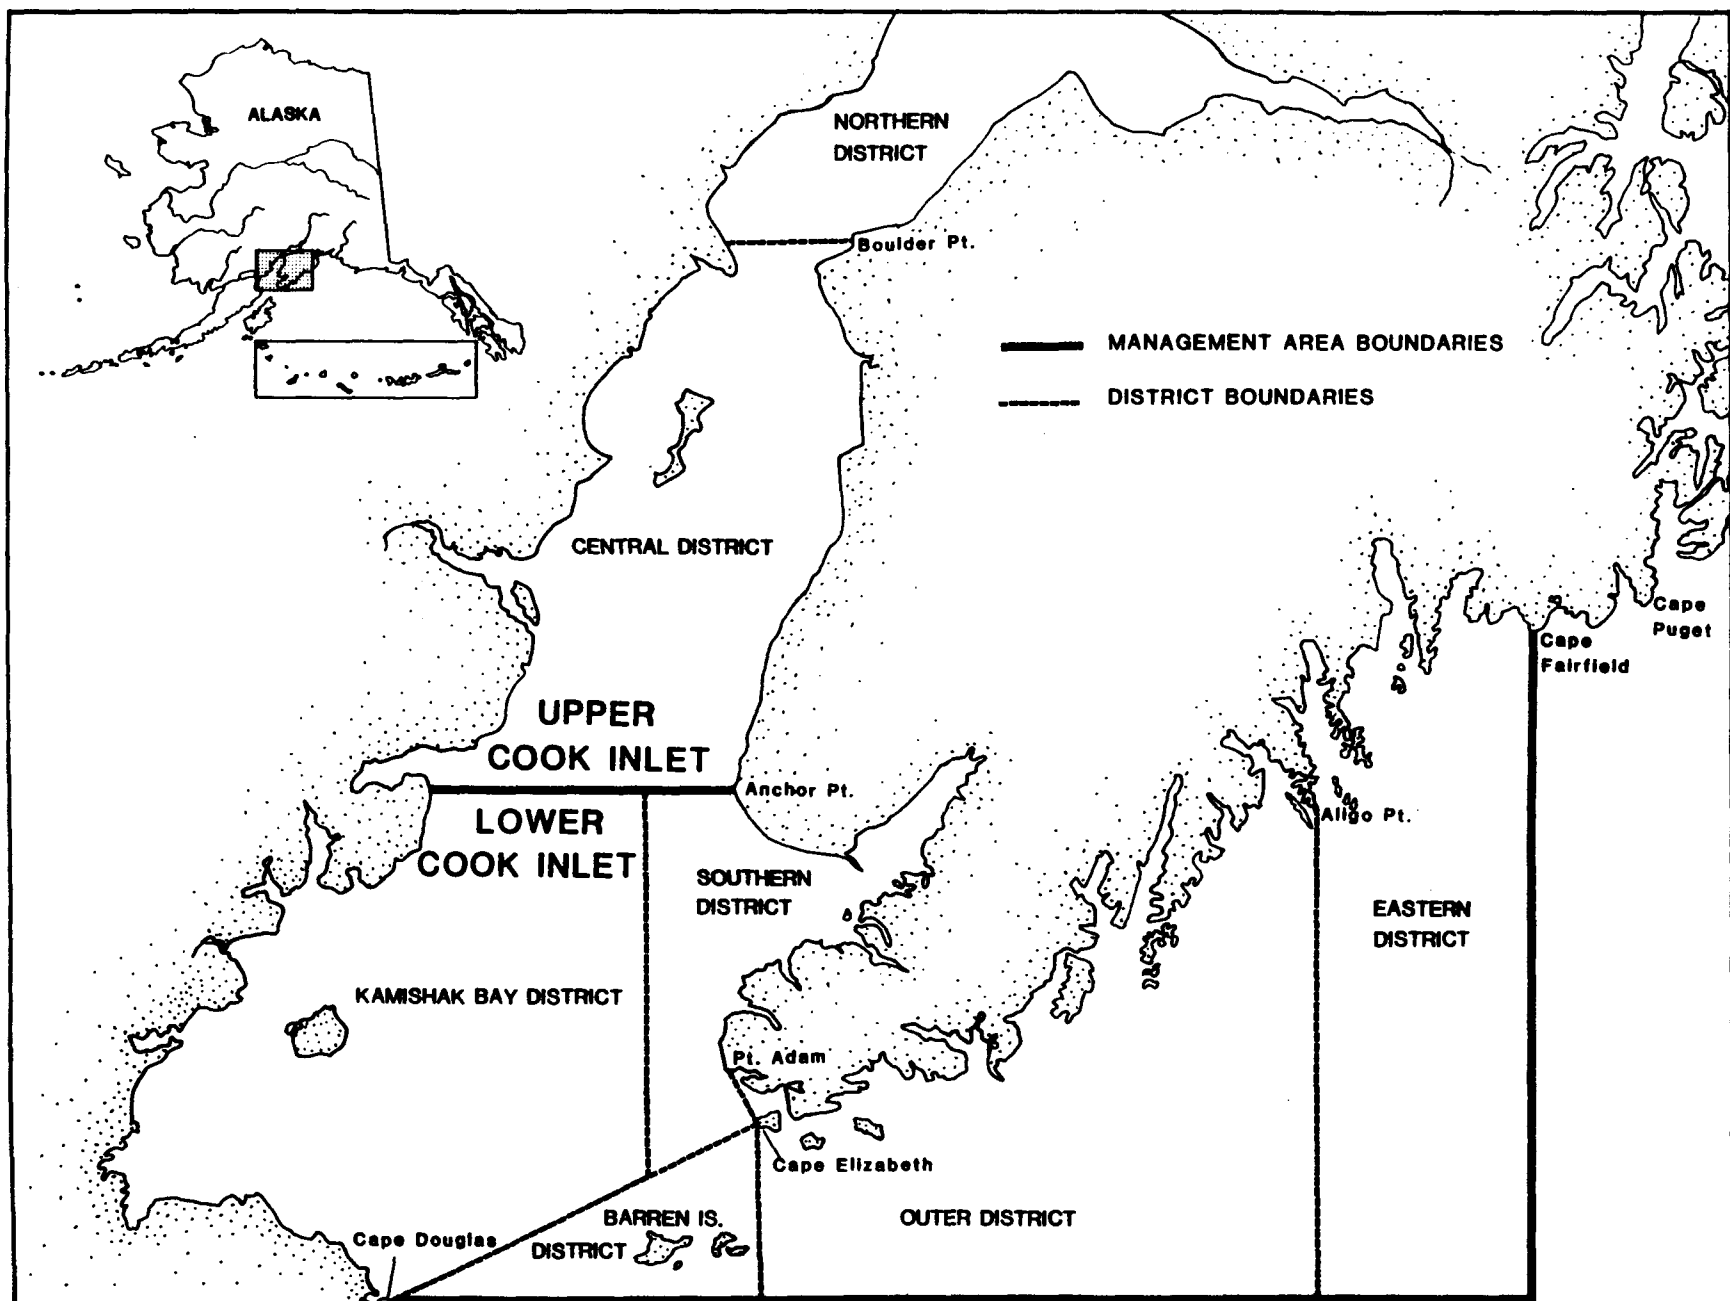 ALASKA
NORTHERN
DISTRICT
Boulder Pt.
MANAGEMENT AREA BOUNDARIES
DISTRICT BOUNDARIES
CENTRAL DISTRICT
Cape
Puget
Cape
Fairfield
UPPER
COOK INLET
Anchor Pt.
LOWER
COOK INLET
Aligo Pt.
SOUTHERN
DISTRICT
EASTERN
DISTRICT
KAMISHAK BAY DISTRICT
Pt. Adam
Cape Elizabeth
BARREN IS.
DISTRICT
OUTER DISTRICT
Cape Douglas